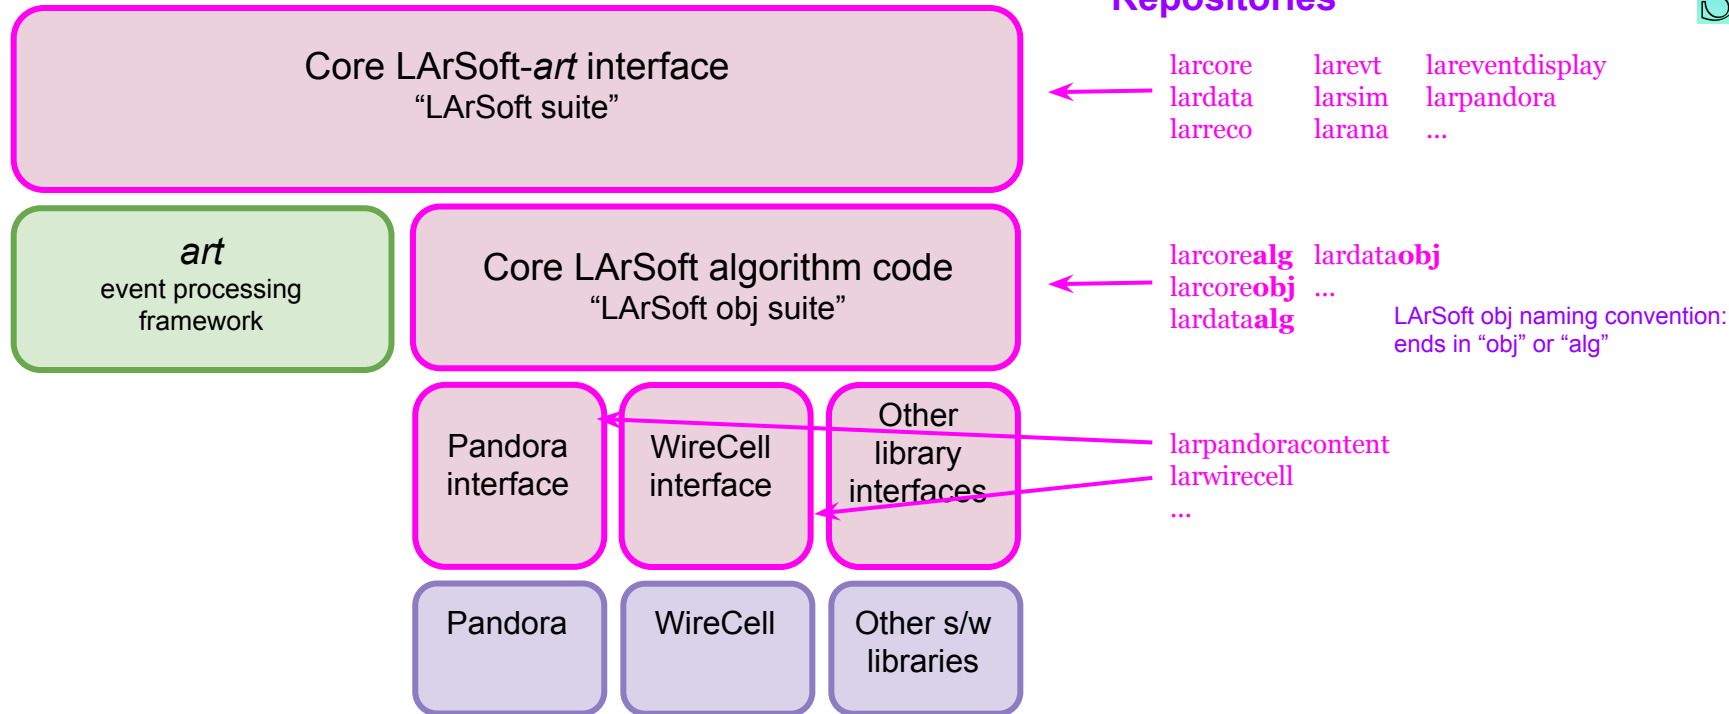 Repositories
Core LArSoft-art interface
“LArSoft suite”
larcore larevt lareventdisplay
lardata larsim larpandora
larreco larana ...
art
event processing
framework
Core LArSoft algorithm code
“LArSoft obj suite”
larcorealg lardataobj
larcoreobj ...
lardataalg
LArSoft obj naming convention:
ends in “obj” or “alg”
Pandora
interface
WireCell
interface
Other
library
interfaces
larpandoracontent
larwirecell
...
Pandora
WireCell
Other s/w
libraries